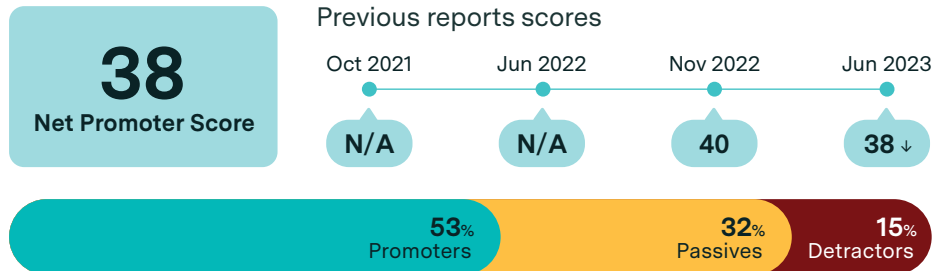 38
Net Promoter Score
Previous reports scores
Oct 2021
Jun 2022
Nov 2022
Jun 2023
N/A
N/A
40
38 ↓
53%
Promoters
32%
Passives
15%
Detractors